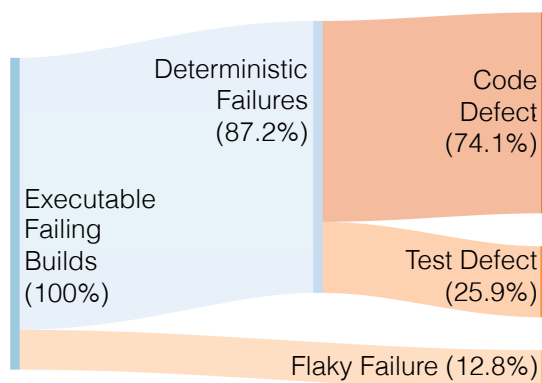 Deterministic
Failures
(87.2%)
Code
Defect
(74.1%)
Executable
Failing
Builds
(100%)
Test Defect
(25.9%)
Flaky Failure (12.8%)